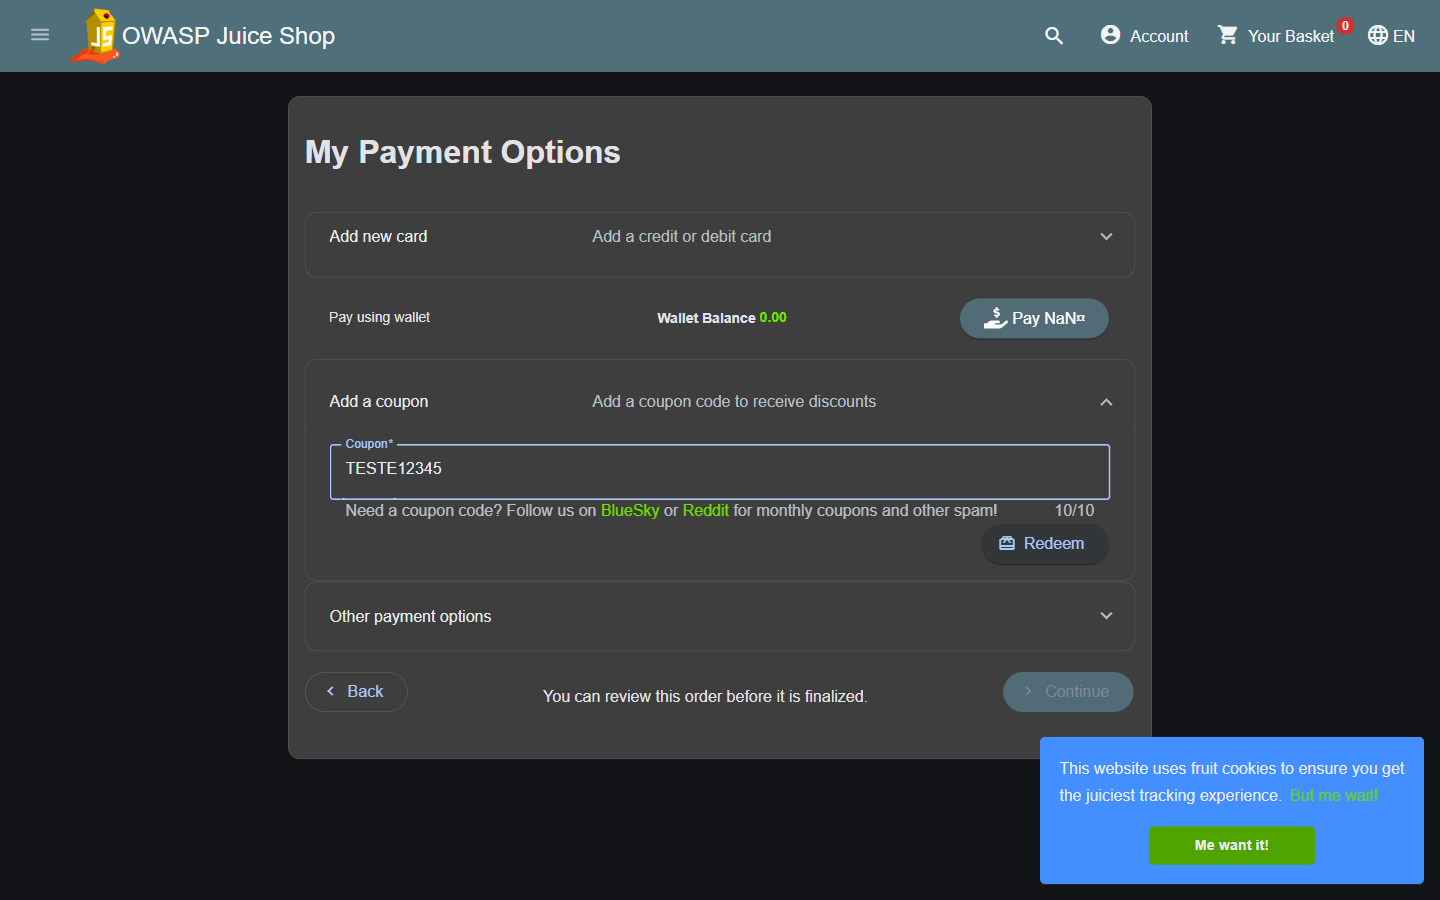 JS
OWASP Juice Shop
Account
Your Basket
0
EN
My Payment Options
Add new card
Add a credit or debit card
Pay using wallet
Wallet Balance 0.00
Pay NaN¤
Add a coupon
Add a coupon code to receive discounts
Coupon*
TESTE12345
Need a coupon code? Follow us on BlueSky or Reddit for monthly coupons and other spam!
10/10
Redeem
Other payment options
Back
You can review this order before it is finalized.
Continue
This website uses fruit cookies to ensure you get
the juiciest tracking experience. But me wait!
Me want it!